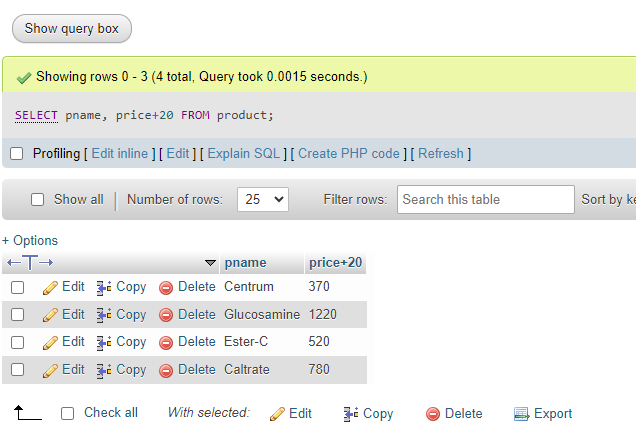 Show query box
Showing rows 0 - 3 (4 total, Query took 0.0015 seconds.)
SELECT pname, price+20 FROM product;
Profiling [ Edit inline ] [ Edit ] [ Explain SQL ] [ Create PHP code ] [ Refresh ]
Show all Number of rows: 25 Filter rows: Search this table Sort by ke
+ Options
pname price+20
Edit Copy Delete Centrum 370
Edit Copy Delete Glucosamine 1220
Edit Copy Delete Ester-C 520
Edit Copy Delete Caltrate 780
Check all With selected: Edit Copy Delete Export